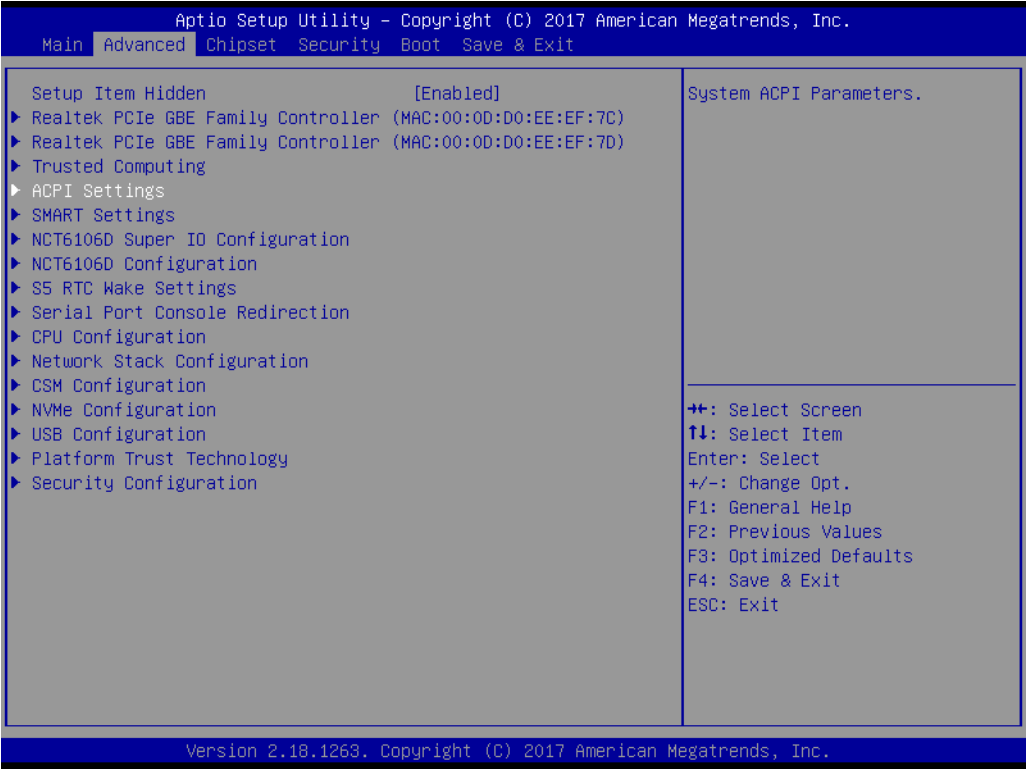 Aptio Setup Utility – Copyright (C) 2017 American Megatrends, Inc.
Main Advanced Chipset Security Boot Save & Exit
Setup Item Hidden [Enabled]
Realtek PCIe GBE Family Controller (MAC:00:0D:D0:EE:EF:7C)
Realtek PCIe GBE Family Controller (MAC:00:0D:D0:EE:EF:7D)
Trusted Computing
ACPI Settings
SMART Settings
NCT6106D Super IO Configuration
NCT6106D Configuration
S5 RTC Wake Settings
Serial Port Console Redirection
CPU Configuration
Network Stack Configuration
CSM Configuration
NVMe Configuration
USB Configuration
Platform Trust Technology
Security Configuration
System ACPI Parameters.
→←: Select Screen
↑↓: Select Item
Enter: Select
+/-: Change Opt.
F1: General Help
F2: Previous Values
F3: Optimized Defaults
F4: Save & Exit
ESC: Exit
Version 2.18.1263. Copyright (C) 2017 American Megatrends, Inc.